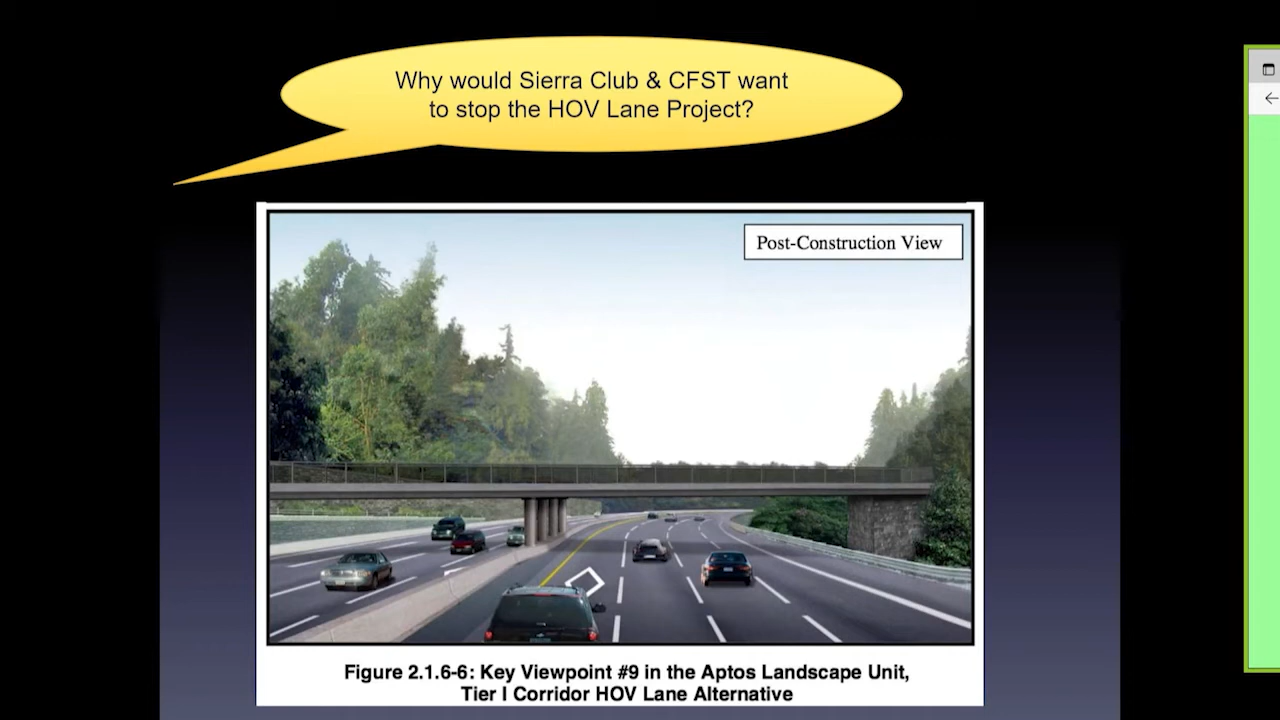 Why would Sierra Club & CFST want
to stop the HOV Lane Project?
Post-Construction View
Figure 2.1.6-6: Key Viewpoint #9 in the Aptos Landscape Unit,
Tier I Corridor HOV Lane Alternative